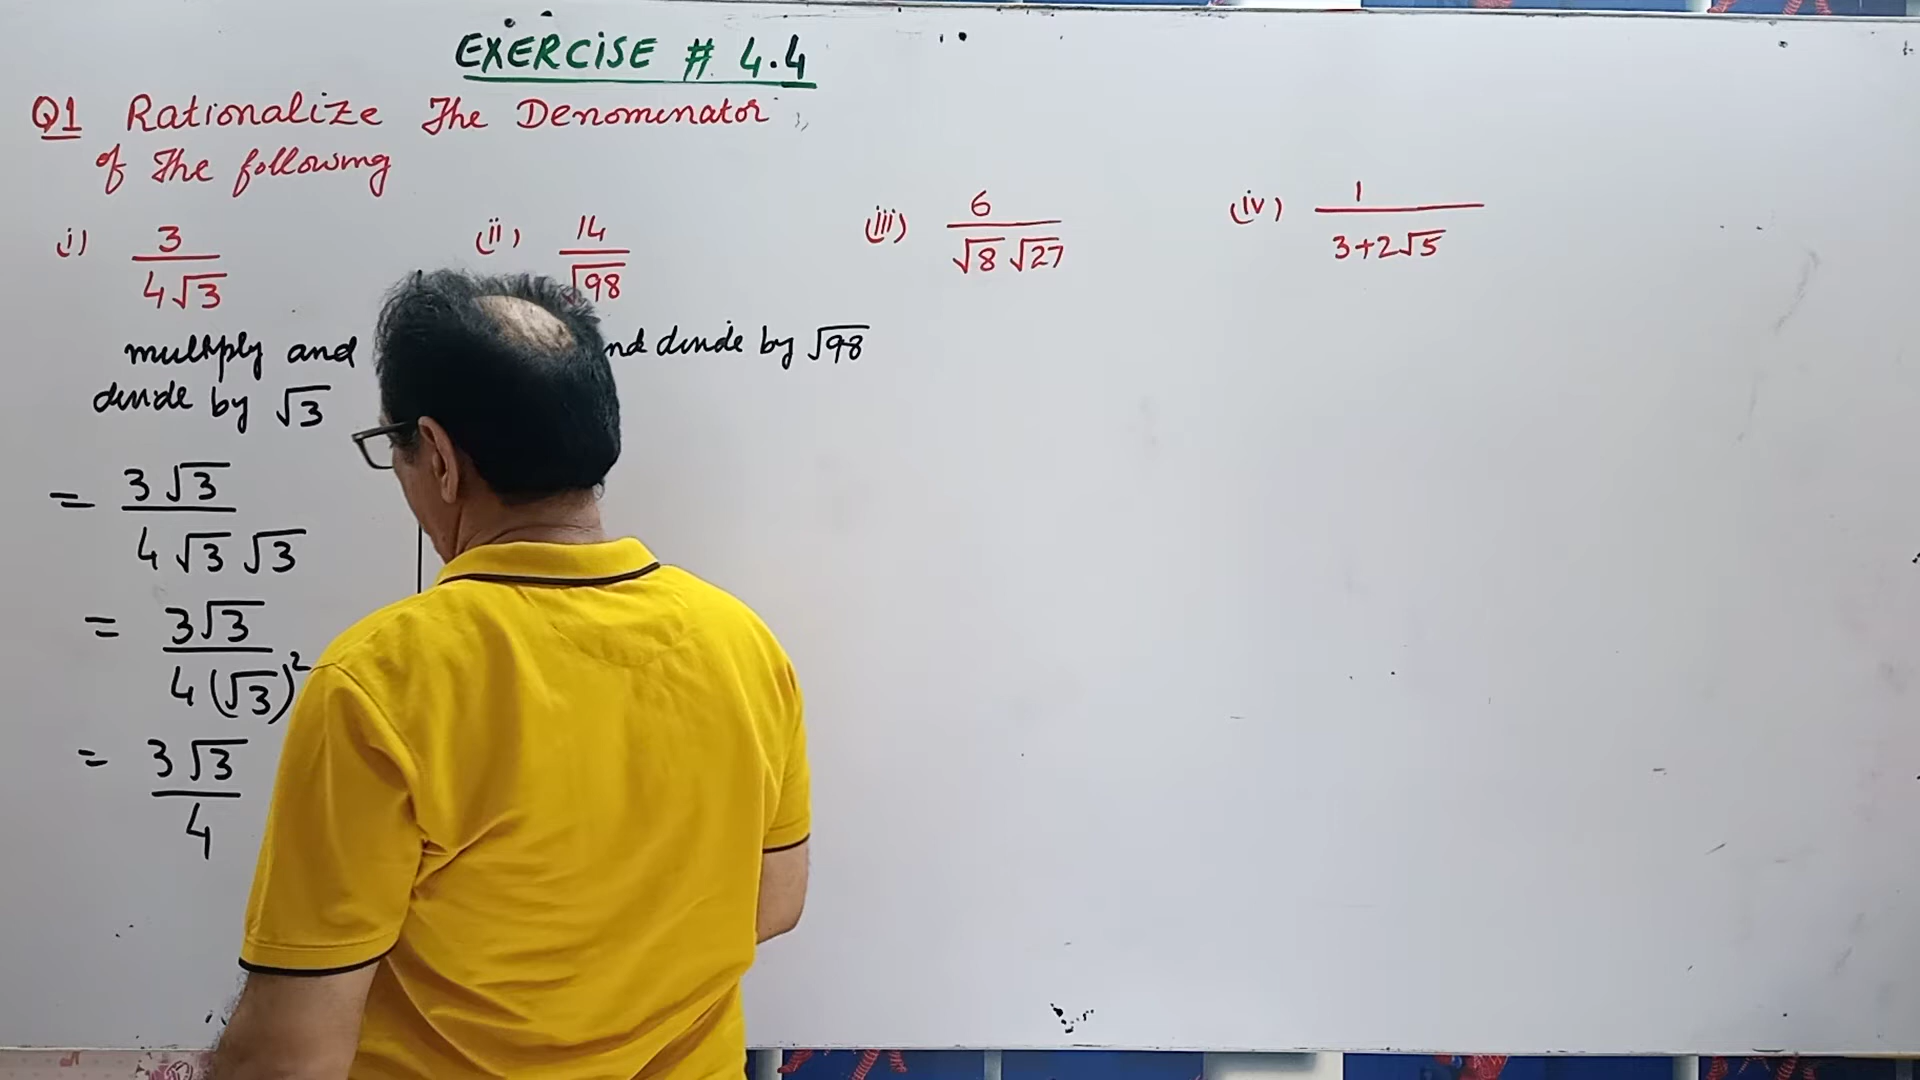 EXERCISE # 4.4
Q1 Rationalize The Denominator
of The following
(i) 3 / 4√3
(ii) 14 / √98
(iii) 6 / √8 √27
(iv) 1 / 3+2√5
multiply and
divide by √3
divide by √98
= 3√3 / 4√3 √3
= 3√3 / 4(√3)²
= 3√3 / 4